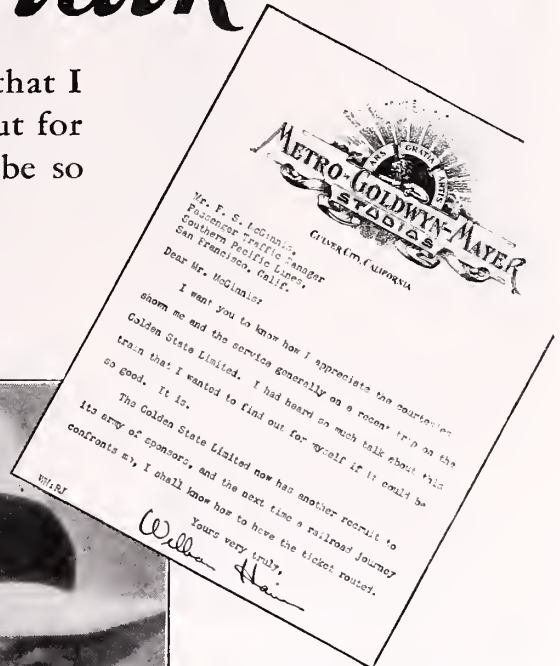 that I
ut for
be so
ARS GRATIA ARTIS
METRO-GOLDWYN-MAYER
STUDIOS
CULVER CITY, CALIFORNIA
Mr. F. S. McGinnis,
Passenger Traffic Manager
Southern Pacific Lines,
San Francisco, Calif.
Dear Mr. McGinnis:
I want you to know how I appreciate the courtesies
shown me and the service generally on a recent trip on the
Golden State Limited. I had heard so much talk about this
train that I wanted to find out for myself if it could be
so good. It is.
The Golden State Limited now has another recruit to
its army of sponsors, and the next time a railroad journey
confronts me, I shall know how to have the ticket routed.
Yours very truly,
William Haines
WH:RJ